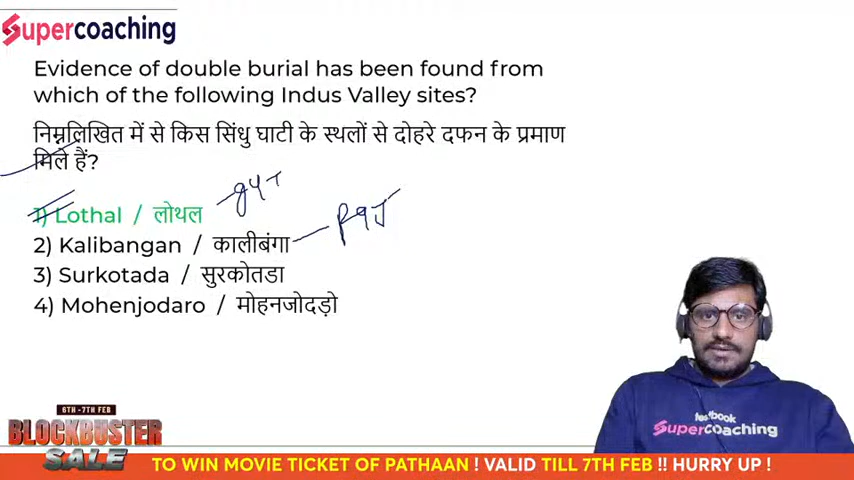 Supercoaching
Evidence of double burial has been found from
which of the following Indus Valley sites?
निम्नलिखित में से किस सिंधु घाटी के स्थलों से दोहरे दफन के प्रमाण
मिले हैं?
1) Lothal / लोथल
2) Kalibangan / कालीबंगा
3) Surkotada / सुरकोतडा
4) Mohenjodaro / मोहनजोदड़ो
testbook
Supercoaching
6TH -7TH FEB
BLOCKBUSTER
SALE
TO WIN MOVIE TICKET OF PATHAAN ! VALID TILL 7TH FEB !! HURRY UP !